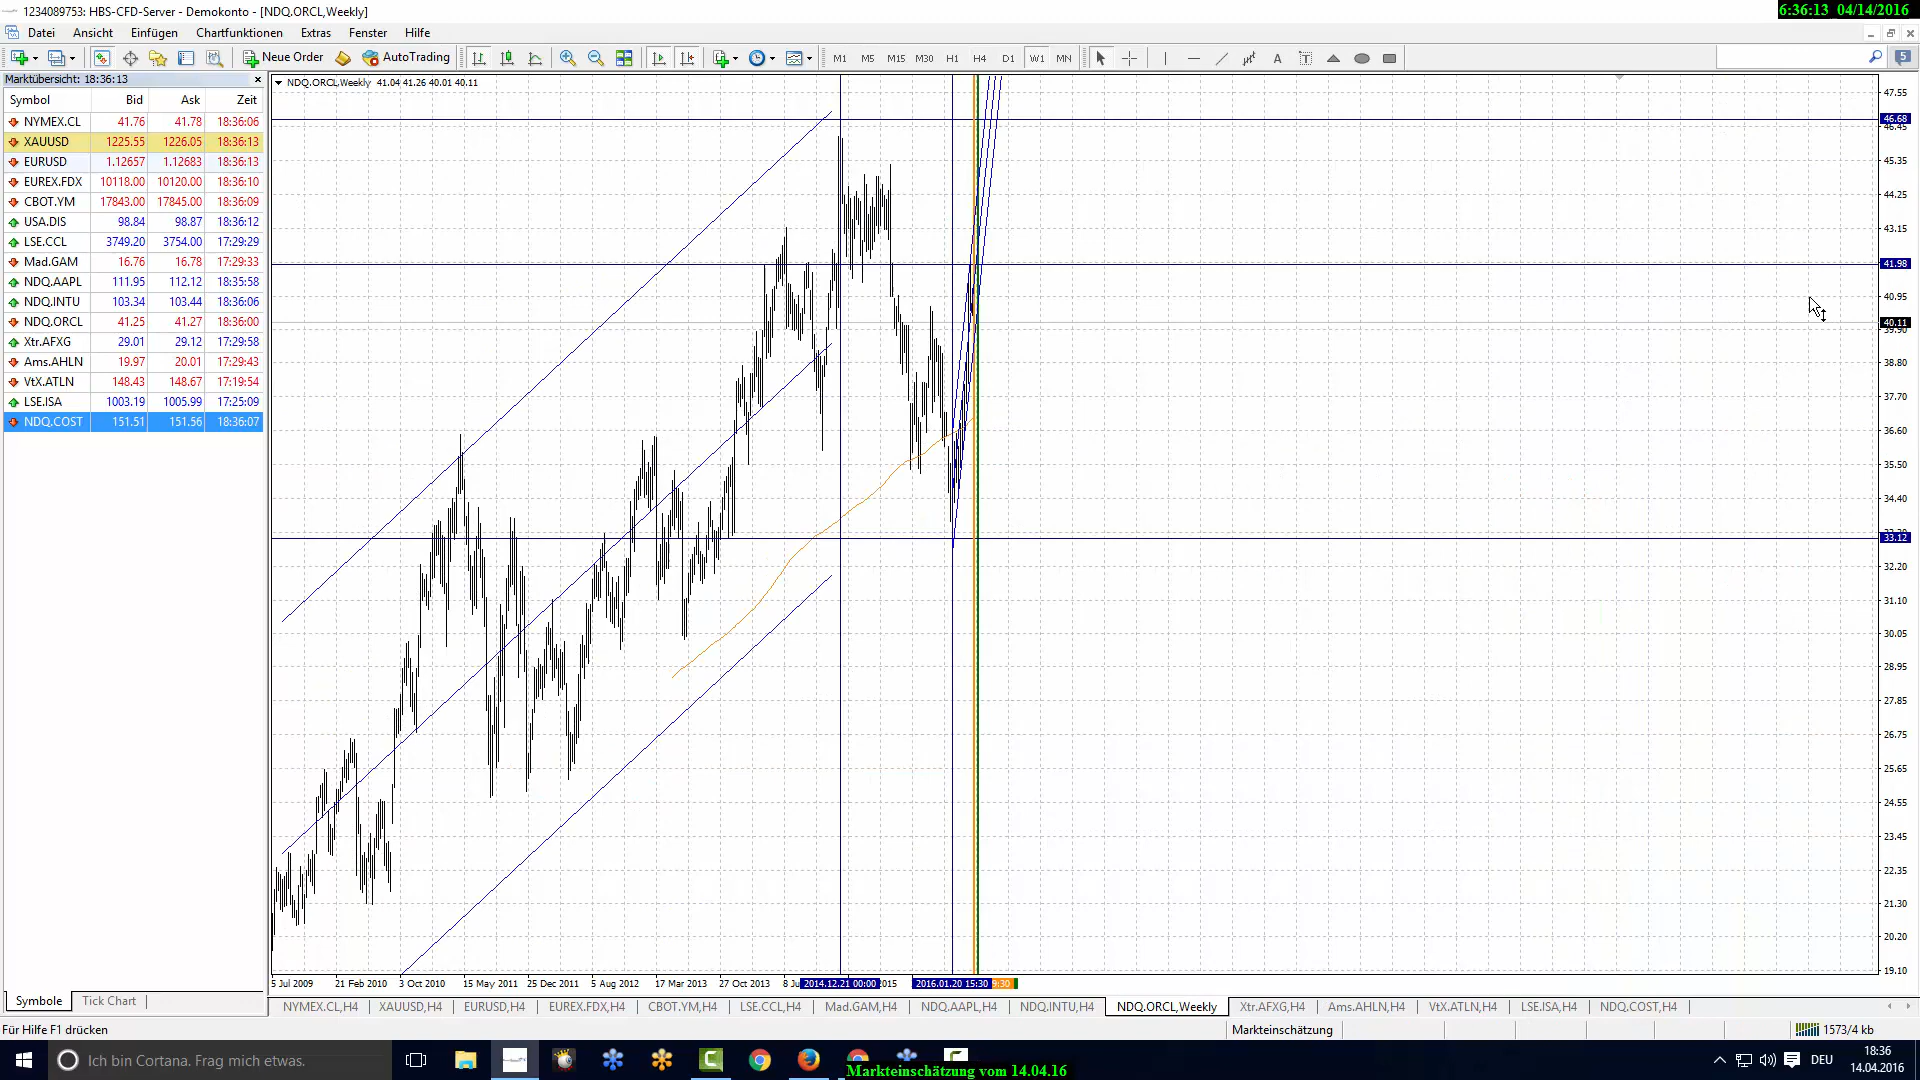 1234089753: HBS-CFD-Server - Demokonto - [NDQ.ORCL,Weekly]
6:36:13 04/14/2016
Datei Ansicht Einfügen Chartfunktionen Extras Fenster Hilfe
Neue Order AutoTrading M1 M5 M15 M30 H1 H4 D1 W1 MN A T 5
Marktübersicht: 18:36:13
Symbol Bid Ask Zeit
NYMEX.CL 41.76 41.78 18:36:06
XAUUSD 1225.55 1226.05 18:36:13
EURUSD 1.12657 1.12683 18:36:13
EUREX.FDX 10118.00 10120.00 18:36:10
CBOT.YM 17843.00 17845.00 18:36:09
USA.DIS 98.84 98.87 18:36:12
LSE.CCL 3749.20 3754.00 17:29:29
Mad.GAM 16.76 16.78 17:29:33
NDQ.AAPL 111.95 112.12 18:35:58
NDQ.INTU 103.34 103.44 18:36:06
NDQ.ORCL 41.25 41.27 18:36:00
Xtr.AFXG 29.01 29.12 17:29:58
Ams.AHLN 19.97 20.01 17:29:43
VtX.ATLN 148.43 148.67 17:19:54
LSE.ISA 1003.19 1005.99 17:25:09
NDQ.COST 151.51 151.56 18:36:07
Symbole Tick Chart
NDQ.ORCL,Weekly 41.04 41.26 40.01 40.11
47.55
46.68
46.45
45.35
44.25
43.15
41.98
40.95
40.11
39.90
38.80
37.70
36.60
35.50
34.40
33.12
32.20
31.10
30.05
28.95
27.85
26.75
25.65
24.55
23.45
22.35
21.30
20.20
19.10
5 Jul 2009 21 Feb 2010 3 Oct 2010 15 May 2011 25 Dec 2011 5 Aug 2012 17 Mar 2013 27 Oct 2013 8 Ju 2014.12.21 00:00 2015 2016.01.20 15:30 9:30
NYMEX.CL,H4 XAUUSD,H4 EURUSD,H4 EUREX.FDX,H4 CBOT.YM,H4 LSE.CCL,H4 Mad.GAM,H4 NDQ.AAPL,H4 NDQ.INTU,H4 NDQ.ORCL,Weekly Xtr.AFXG,H4 Ams.AHLN,H4 VtX.ATLN,H4 LSE.ISA,H4 NDQ.COST,H4
Für Hilfe F1 drücken Markteinschätzung 1573/4 kb
Ich bin Cortana. Frag mich etwas.
Markteinschätzung vom 14.04.16
DEU
18:36
14.04.2016